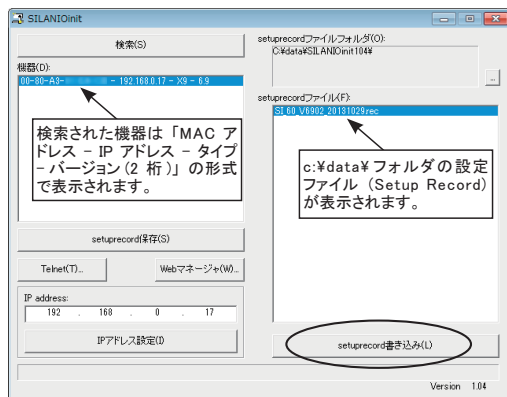 SILANIOinit
検索(S)
機器(D):
00-80-A3- - 192.168.0.17 - X9 - 6.9
検索された機器は「MAC ア
ドレス - IP アドレス - タイプ
- バージョン(2 桁)」の形式
で表示されます。
setuprecord保存(S)
Telnet(T)...
Webマネージャ(W)...
IP address:
192 . 168 . 0 . 17
IPアドレス設定(I)
setuprecordファイルフォルダ(O):
C:¥data¥SILANIOinit104¥
...
setuprecordファイル(F):
SI_60_V6902_20131029.rec
c:¥data¥ フォルダの設定
ファイル (Setup Record)
が表示されます。
setuprecord書き込み(L)
Version 1.04